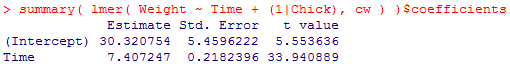 > summary( lmer( Weight ~ Time + (1|Chick), cw ) )$coefficients
Estimate Std. Error t value
(Intercept) 30.320754 5.4596222 5.553636
Time 7.407247 0.2182396 33.940889